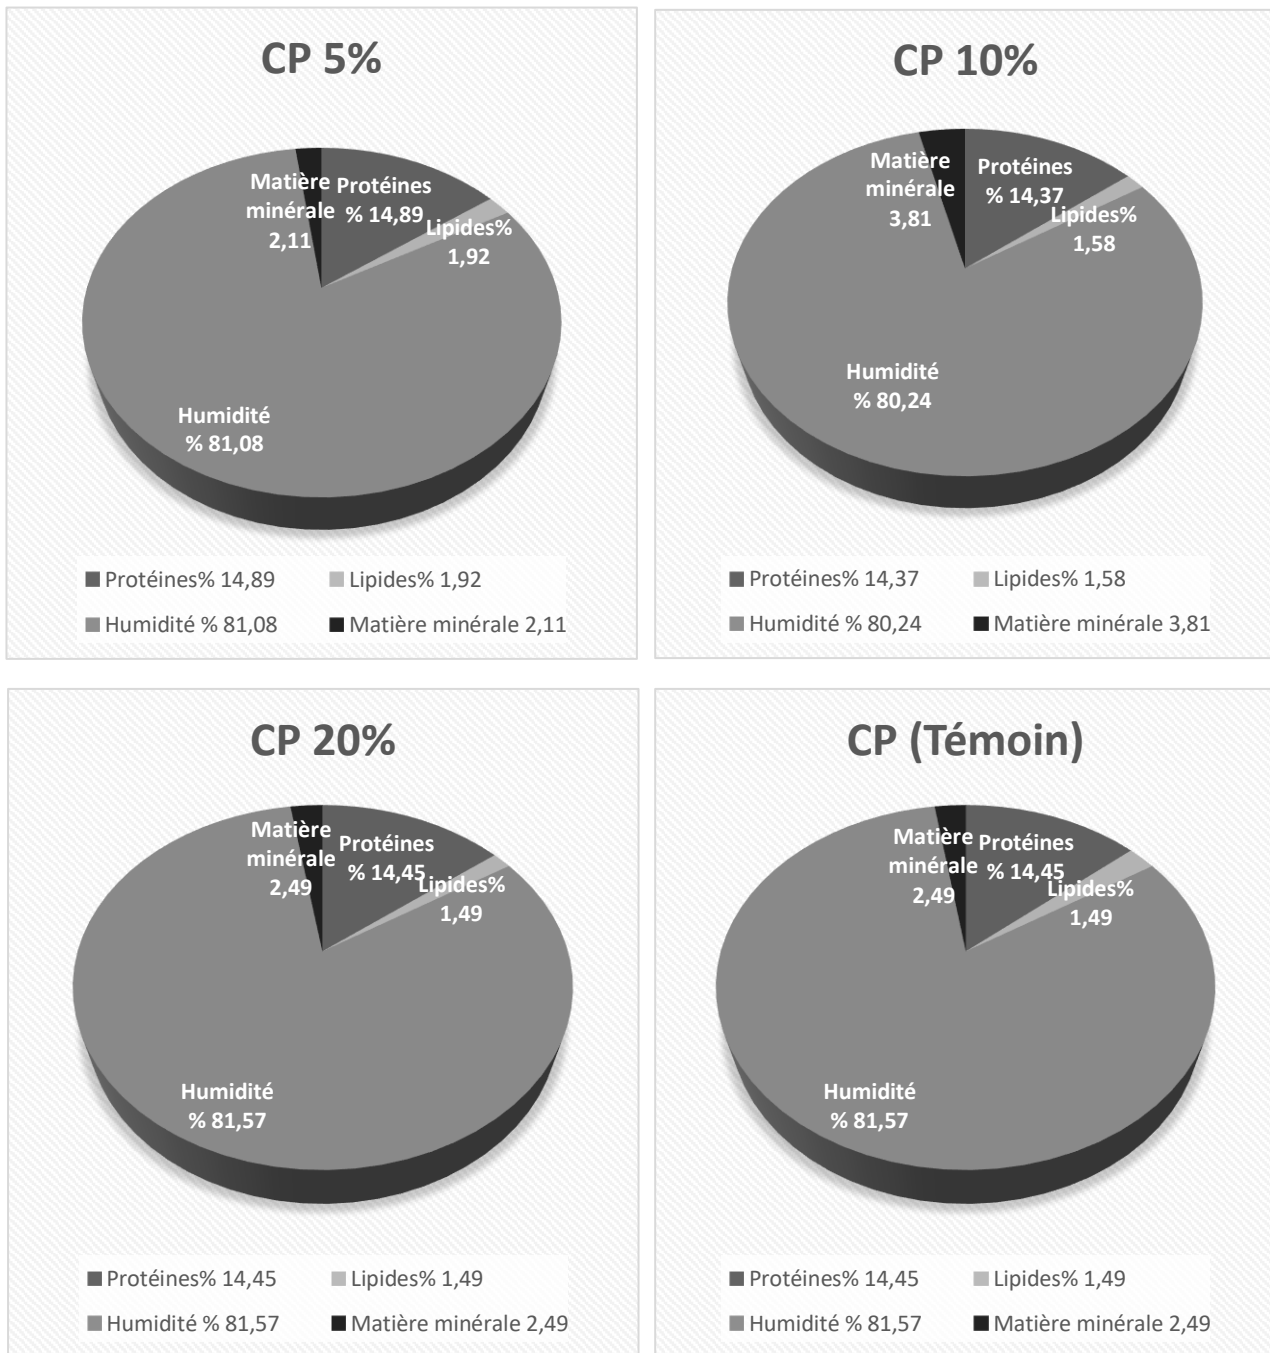 CP 5%
Matière
minérale
2,11
Protéines
% 14,89
Lipides%
1,92
Humidité
% 81,08
Protéines% 14,89
Lipides% 1,92
Humidité % 81,08
Matière minérale 2,11
CP 10%
Matière
minérale
3,81
Protéines
% 14,37
Lipides%
1,58
Humidité
% 80,24
Protéines% 14,37
Lipides% 1,58
Humidité % 80,24
Matière minérale 3,81
CP 20%
Matière
minérale
2,49
Protéines
% 14,45
Lipides%
1,49
Humidité
% 81,57
Protéines% 14,45
Lipides% 1,49
Humidité % 81,57
Matière minérale 2,49
CP (Témoin)
Matière
minérale
2,49
Protéines
% 14,45
Lipides%
1,49
Humidité
% 81,57
Protéines% 14,45
Lipides% 1,49
Humidité % 81,57
Matière minérale 2,49